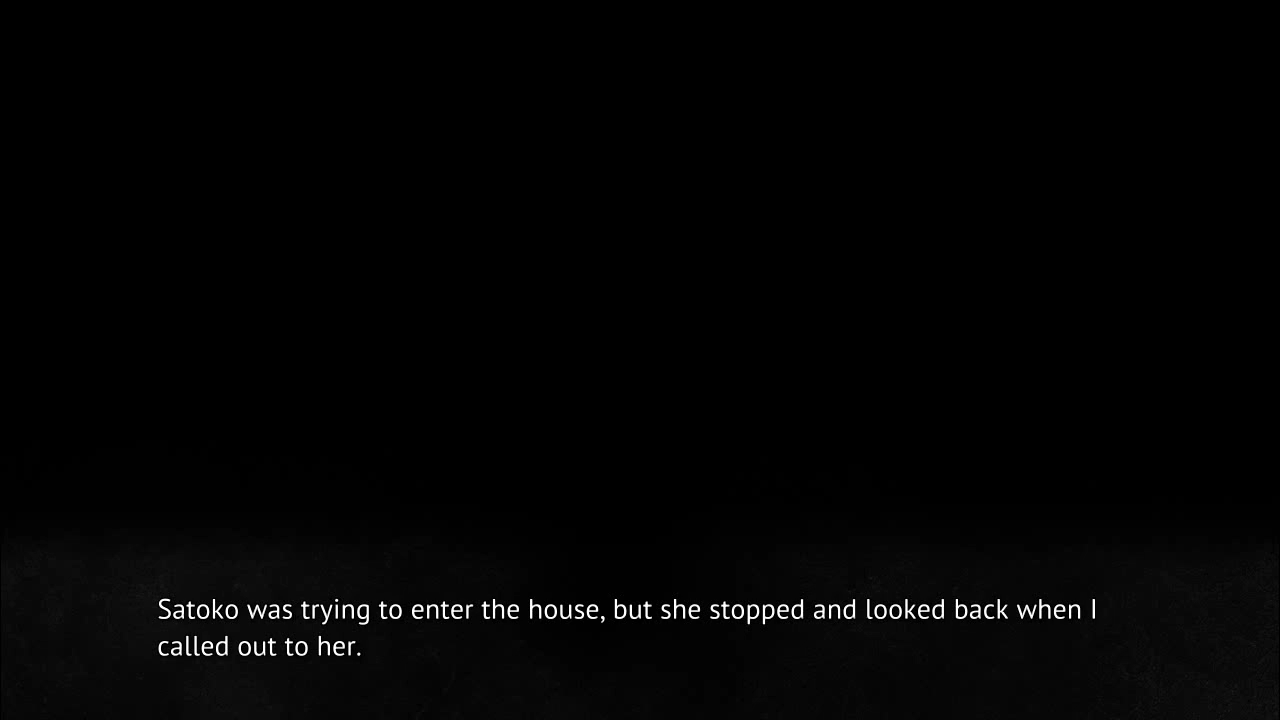 Satoko was trying to enter the house, but she stopped and looked back when I
called out to her.